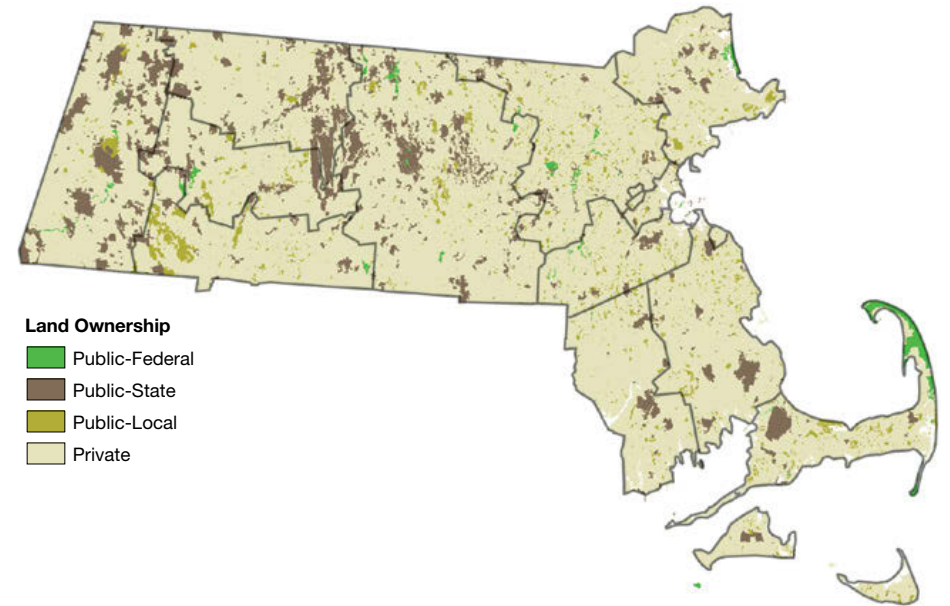 Land Ownership
Public-Federal
Public-State
Public-Local
Private